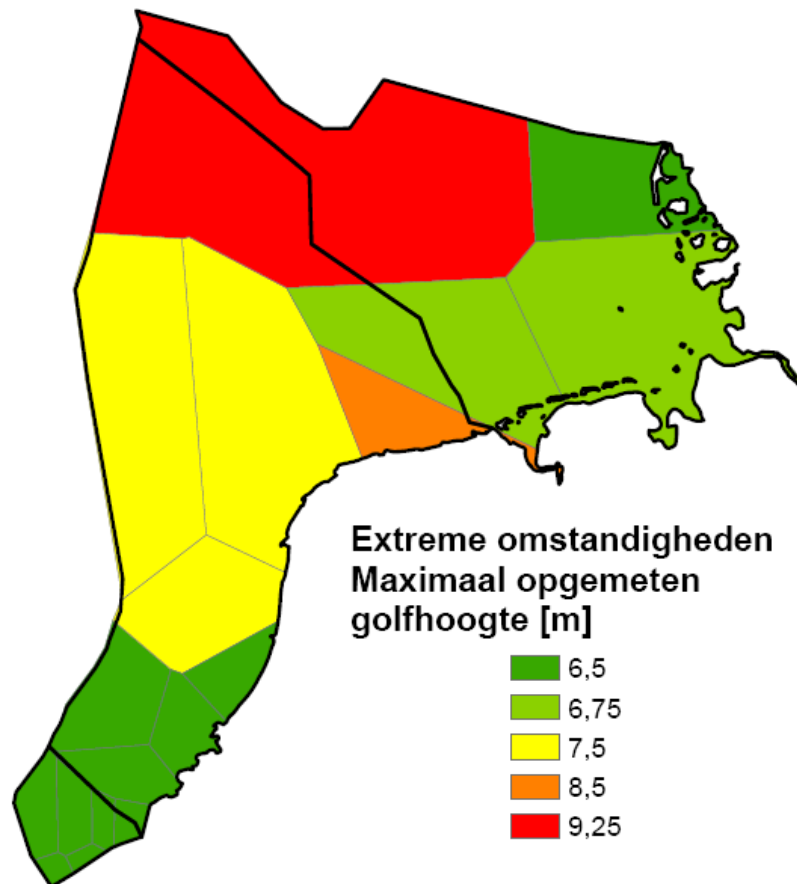 Extreme omstandigheden
Maximaal opgemeten
golfhoogte [m]
6,5
6,75
7,5
8,5
9,25